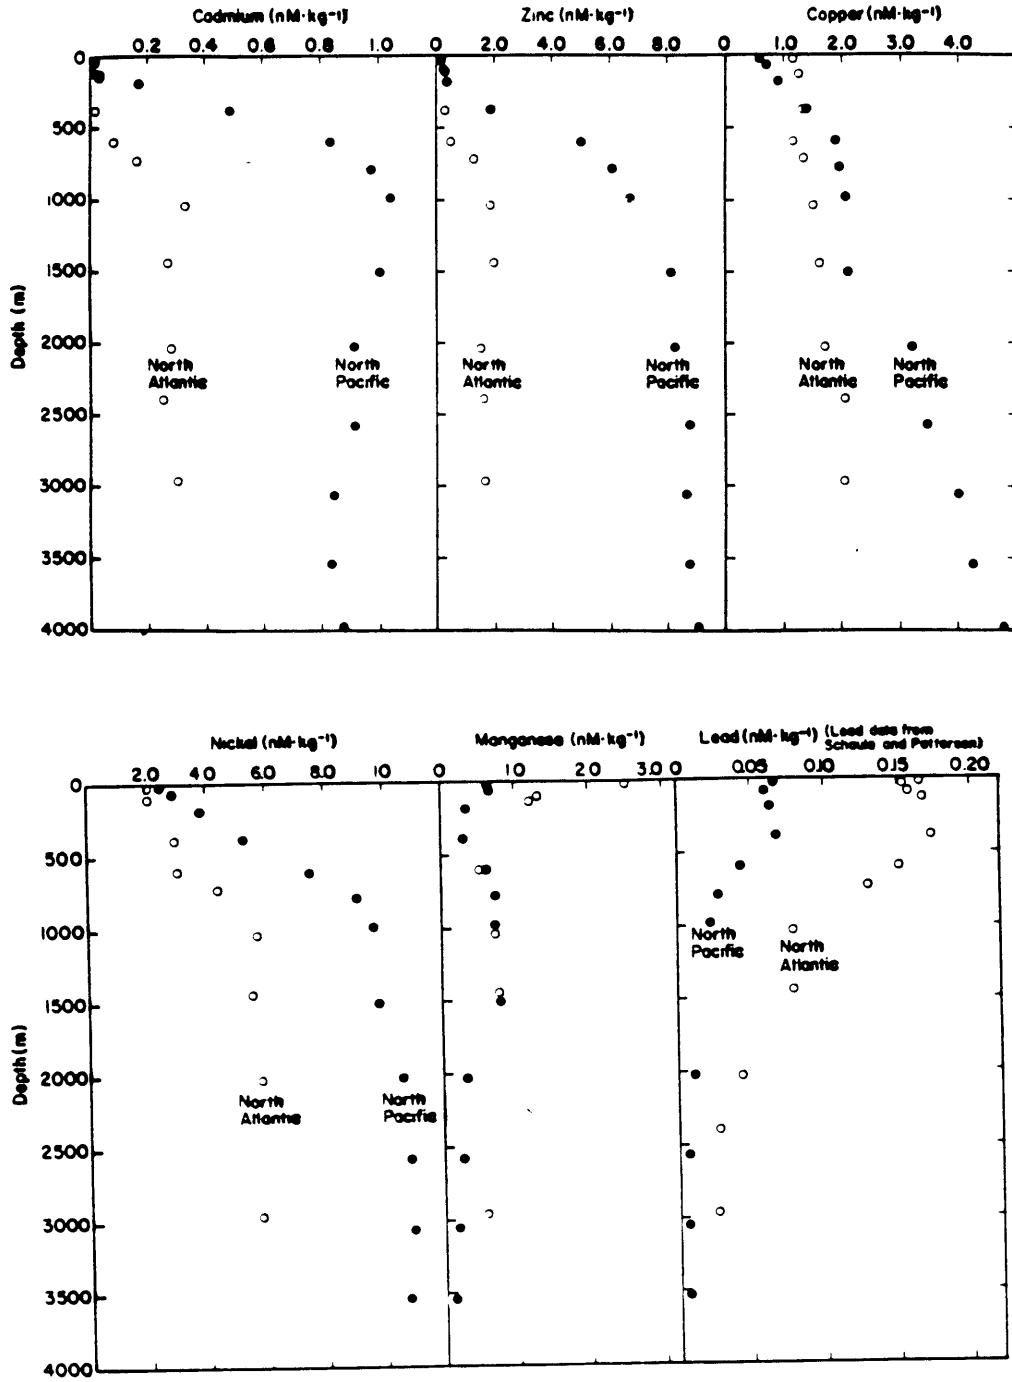 Cadmium (nM·kg⁻¹)
Zinc (nM·kg⁻¹)
Copper (nM·kg⁻¹)
0.2 0.4 0.6 0.8 1.0
0 2.0 4.0 6.0 8.0
0 1.0 2.0 3.0 4.0
0
500
1000
1500
2000
2500
3000
3500
4000
Depth (m)
North
Atlantic
North
Pacific
North
Atlantic
North
Pacific
North
Atlantic
North
Pacific
Nickel (nM·kg⁻¹)
Manganese (nM·kg⁻¹)
Lead (nM·kg⁻¹)
(Lead data from
Schaule and Patterson)
2.0 4.0 6.0 8.0 10
0 1.0 2.0 3.0
0 0.05 0.10 0.15 0.20
0
500
1000
1500
2000
2500
3000
3500
4000
Depth (m)
North
Atlantic
North
Pacific
North
Pacific
North
Atlantic